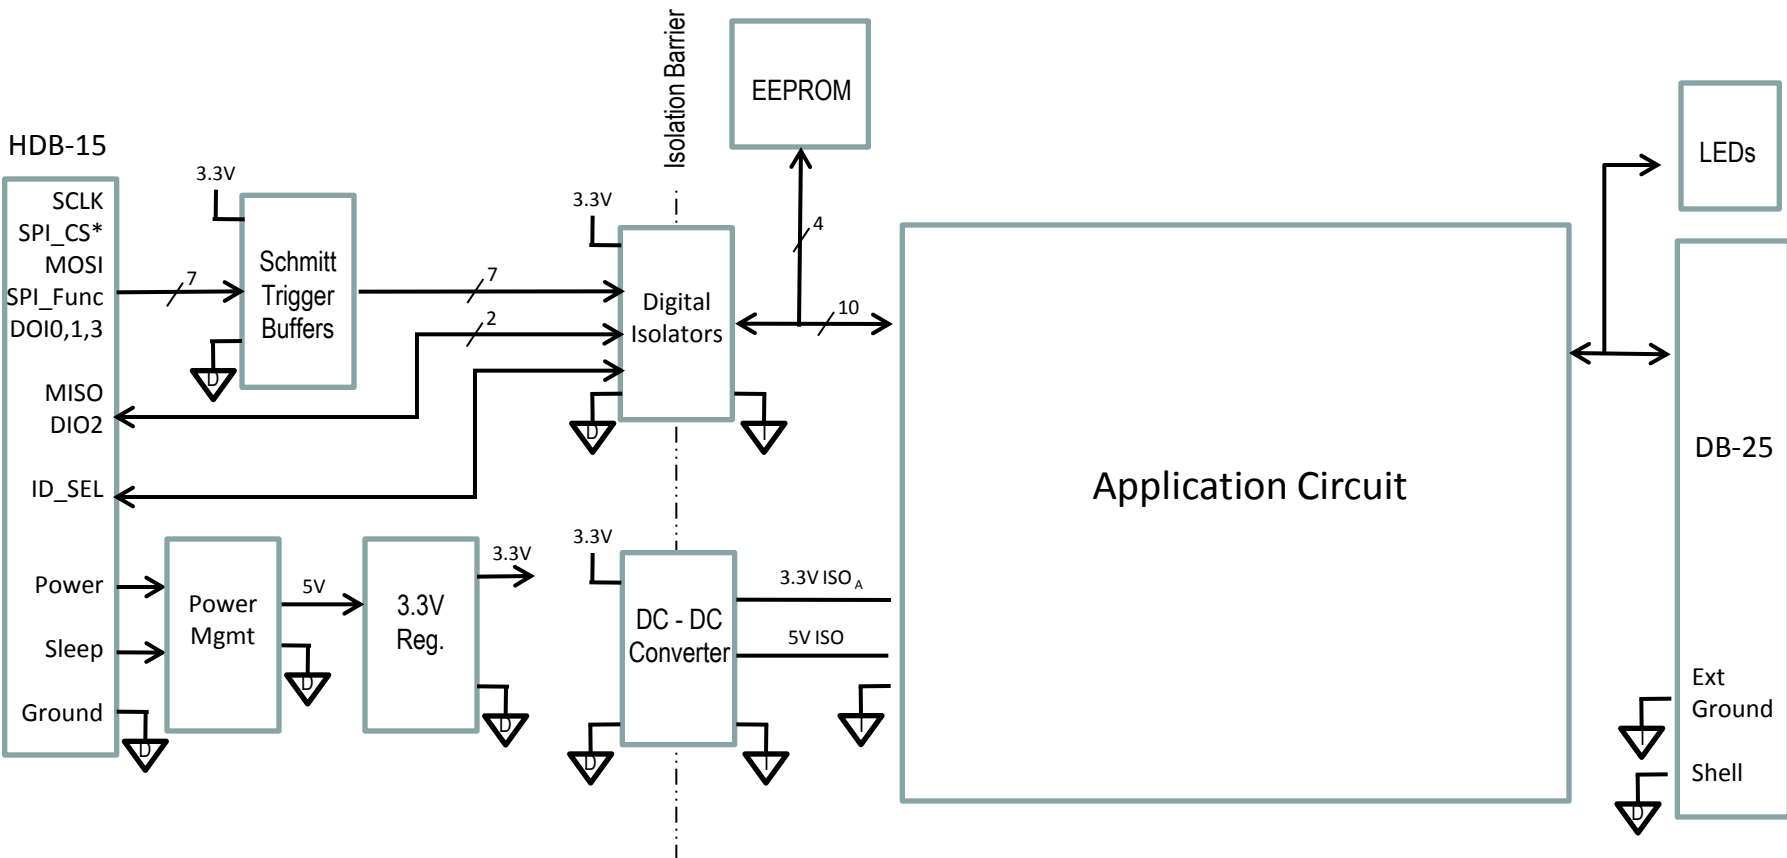 HDB-15
SCLK
SPI_CS*
MOSI
SPI_Func
DOI0,1,3
MISO
DIO2
ID_SEL
Power
Sleep
Ground
7
3.3V
Schmitt
Trigger
Buffers
D
7
2
3.3V
Digital
Isolators
D
I
Isolation Barrier
EEPROM
4
10
Power
Mgmt
5V
D
D
3.3V
Reg.
3.3V
D
3.3V
DC - DC
Converter
D
I
3.3V ISO A
5V ISO
I
Application Circuit
LEDs
DB-25
Ext
Ground
I
Shell
D